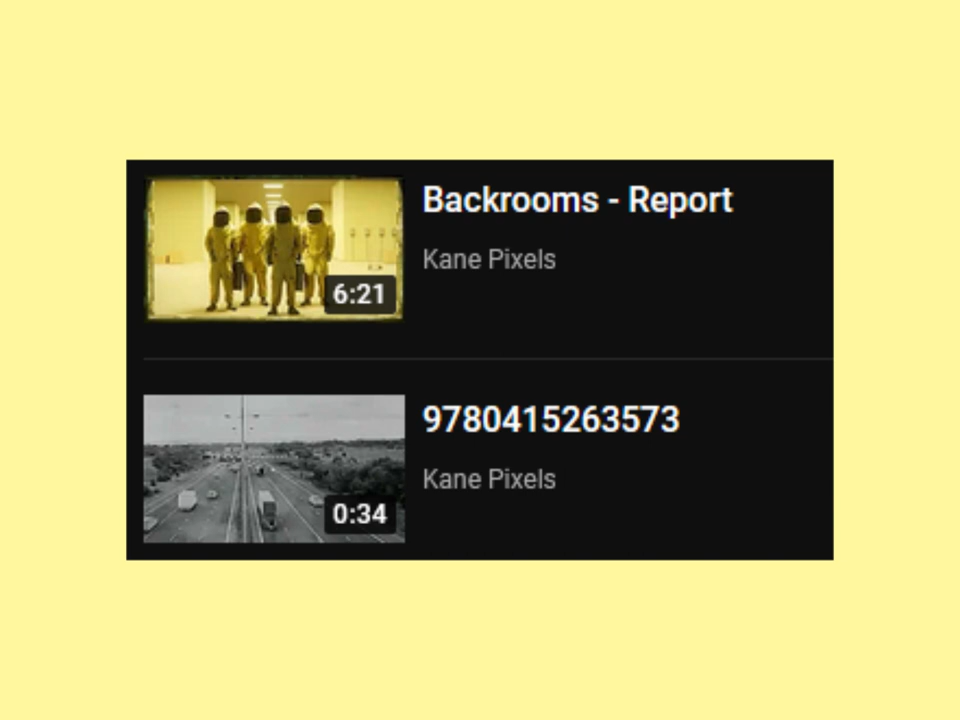 Backrooms - Report
Kane Pixels
6:21
9780415263573
Kane Pixels
0:34